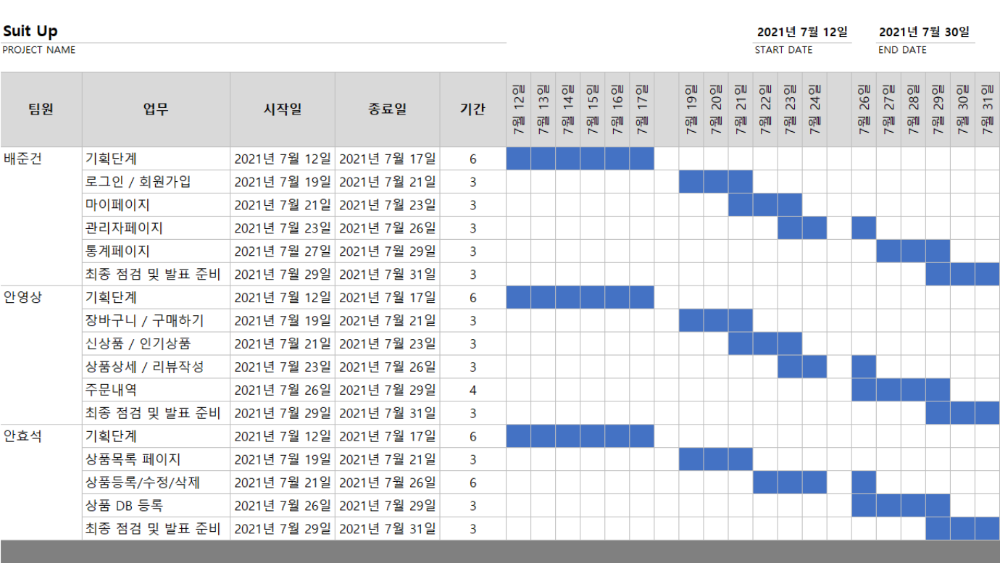 Suit Up 2021년 7월 12일 2021년 7월 30일
PROJECT NAME START DATE END DATE
팀원 업무 시작일 종료일 기간 7월 12일 7월 13일 7월 14일 7월 15일 7월 16일 7월 17일 7월 19일 7월 20일 7월 21일 7월 22일 7월 23일 7월 24일 7월 26일 7월 27일 7월 28일 7월 29일 7월 30일 7월 31일
배준건 기획단계 2021년 7월 12일 2021년 7월 17일 6
로그인 / 회원가입 2021년 7월 19일 2021년 7월 21일 3
마이페이지 2021년 7월 21일 2021년 7월 23일 3
관리자페이지 2021년 7월 23일 2021년 7월 26일 3
통계페이지 2021년 7월 27일 2021년 7월 29일 3
최종 점검 및 발표 준비 2021년 7월 29일 2021년 7월 31일 3
안영상 기획단계 2021년 7월 12일 2021년 7월 17일 6
장바구니 / 구매하기 2021년 7월 19일 2021년 7월 21일 3
신상품 / 인기상품 2021년 7월 21일 2021년 7월 23일 3
상품상세 / 리뷰작성 2021년 7월 23일 2021년 7월 26일 3
주문내역 2021년 7월 26일 2021년 7월 29일 4
최종 점검 및 발표 준비 2021년 7월 29일 2021년 7월 31일 3
안효석 기획단계 2021년 7월 12일 2021년 7월 17일 6
상품목록 페이지 2021년 7월 19일 2021년 7월 21일 3
상품등록/수정/삭제 2021년 7월 21일 2021년 7월 26일 6
상품 DB 등록 2021년 7월 26일 2021년 7월 29일 3
최종 점검 및 발표 준비 2021년 7월 29일 2021년 7월 31일 3